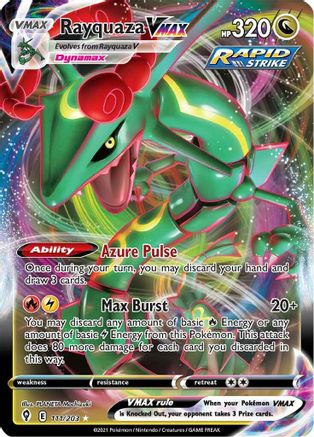 VMAX Rayquaza VMAX HP 320
Evolves from Rayquaza V
Dynamax
RAPID STRIKE
Ability Azure Pulse
Once during your turn, you may discard your hand and
draw 3 cards.
Max Burst 20+
You may discard any amount of basic Energy or any
amount of basic Energy from this Pokémon. This attack
does 80 more damage for each card you discarded in
this way.
weakness resistance retreat
Illus. PLANETA Mochizuki
E 111/203
VMAX rule When your Pokémon VMAX
is Knocked Out, your opponent takes 3 Prize cards.
©2021 Pokémon / Nintendo / Creatures / GAME FREAK